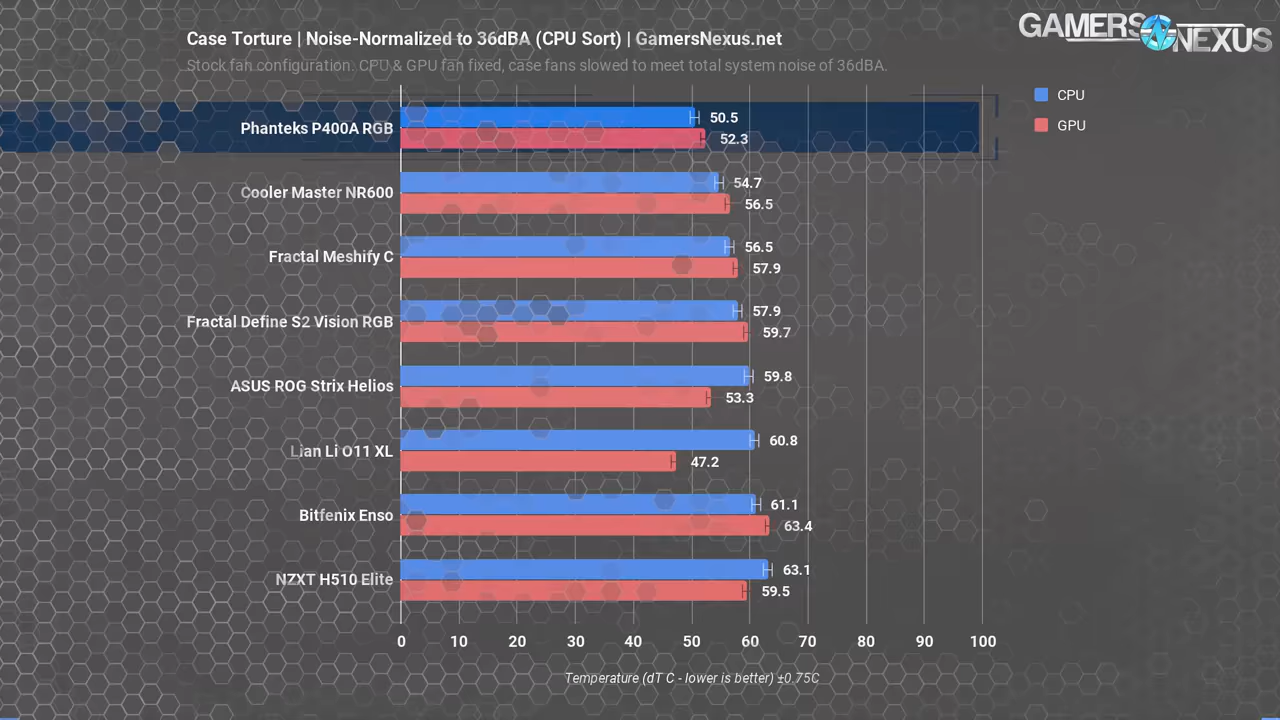 GAMERS NEXUS
Case Torture | Noise-Normalized to 36dBA (CPU Sort) | GamersNexus.net
Stock fan configuration. CPU & GPU fan fixed, case fans slowed to meet total system noise of 36dBA.
CPU
GPU
Phanteks P400A RGB
50.5
52.3
Cooler Master NR600
54.7
56.5
Fractal Meshify C
56.5
57.9
Fractal Define S2 Vision RGB
57.9
59.7
ASUS ROG Strix Helios
59.8
53.3
Lian Li O11 XL
60.8
47.2
Bitfenix Enso
61.1
63.4
NZXT H510 Elite
63.1
59.5
0 10 20 30 40 50 60 70 80 90 100
Temperature (dT C - lower is better) ±0.75C